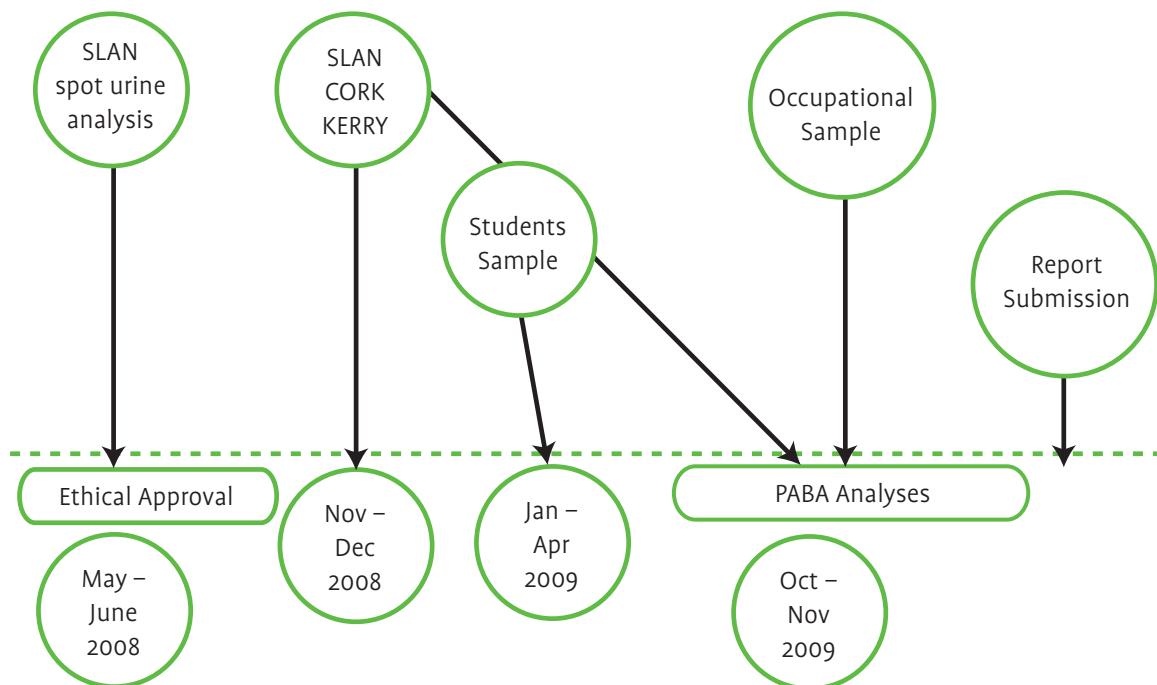 SLAN
spot urine
analysis
SLAN
CORK
KERRY
Occupational
Sample
Students
Sample
Report
Submission
Ethical Approval
PABA Analyses
Nov –
Dec
2008
Jan –
Apr
2009
May –
June
2008
Oct –
Nov
2009